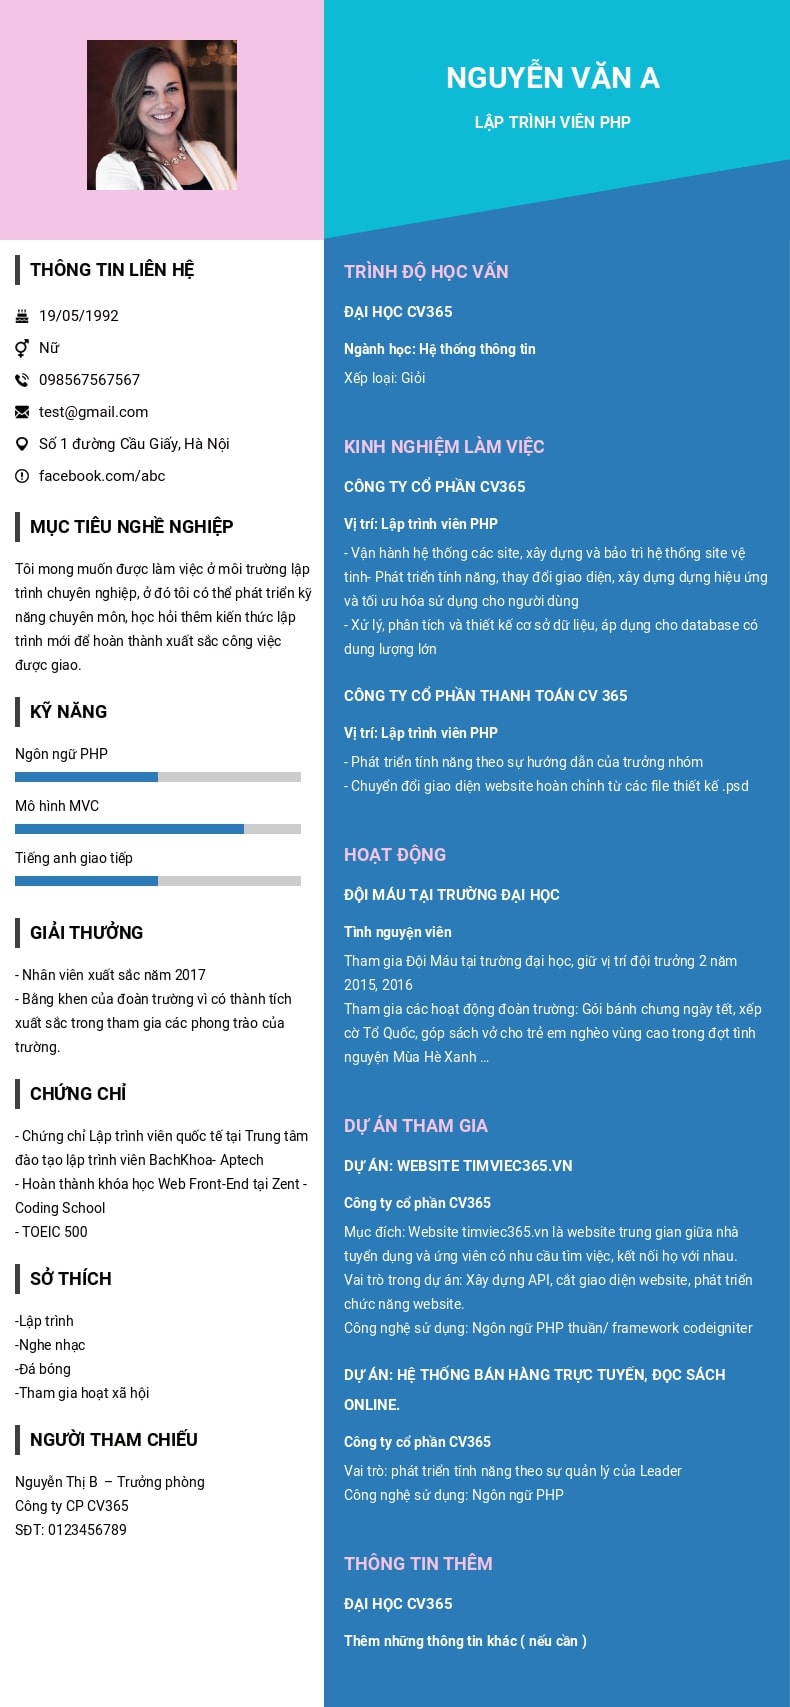 NGUYỄN VĂN A
LẬP TRÌNH VIÊN PHP
THÔNG TIN LIÊN HỆ
19/05/1992
Nữ
098567567567
test@gmail.com
Số 1 đường Cầu Giấy, Hà Nội
facebook.com/abc
MỤC TIÊU NGHỀ NGHIỆP
Tôi mong muốn được làm việc ở môi trường lập
trình chuyên nghiệp, ở đó tôi có thể phát triển kỹ
năng chuyên môn, học hỏi thêm kiến thức lập
trình mới để hoàn thành xuất sắc công việc
được giao.
KỸ NĂNG
Ngôn ngữ PHP
Mô hình MVC
Tiếng anh giao tiếp
GIẢI THƯỞNG
- Nhân viên xuất sắc năm 2017
- Bằng khen của đoàn trường vì có thành tích
xuất sắc trong tham gia các phong trào của
trường.
CHỨNG CHỈ
- Chứng chỉ Lập trình viên quốc tế tại Trung tâm
đào tạo lập trình viên BachKhoa- Aptech
- Hoàn thành khóa học Web Front-End tại Zent -
Coding School
- TOEIC 500
SỞ THÍCH
-Lập trình
-Nghe nhạc
-Đá bóng
-Tham gia hoạt xã hội
NGƯỜI THAM CHIẾU
Nguyễn Thị B – Trưởng phòng
Công ty CP CV365
SĐT: 0123456789
TRÌNH ĐỘ HỌC VẤN
ĐẠI HỌC CV365
Ngành học: Hệ thống thông tin
Xếp loại: Giỏi
KINH NGHIỆM LÀM VIỆC
CÔNG TY CỔ PHẦN CV365
Vị trí: Lập trình viên PHP
- Vận hành hệ thống các site, xây dựng và bảo trì hệ thống site vệ
tinh- Phát triển tính năng, thay đổi giao diện, xây dựng dựng hiệu ứng
và tối ưu hóa sử dụng cho người dùng
- Xử lý, phân tích và thiết kế cơ sở dữ liệu, áp dụng cho database có
dung lượng lớn
CÔNG TY CỔ PHẦN THANH TOÁN CV 365
Vị trí: Lập trình viên PHP
- Phát triển tính năng theo sự hướng dẫn của trưởng nhóm
- Chuyển đổi giao diện website hoàn chỉnh từ các file thiết kế .psd
HOẠT ĐỘNG
ĐỘI MÁU TẠI TRƯỜNG ĐẠI HỌC
Tình nguyện viên
Tham gia Đội Máu tại trường đại học, giữ vị trí đội trưởng 2 năm
2015, 2016
Tham gia các hoạt động đoàn trường: Gói bánh chưng ngày tết, xếp
cờ Tổ Quốc, góp sách vở cho trẻ em nghèo vùng cao trong đợt tình
nguyện Mùa Hè Xanh ...
DỰ ÁN THAM GIA
DỰ ÁN: WEBSITE TIMVIEC365.VN
Công ty cổ phần CV365
Mục đích: Website timviec365.vn là website trung gian giữa nhà
tuyển dụng và ứng viên có nhu cầu tìm việc, kết nối họ với nhau.
Vai trò trong dự án: Xây dựng API, cắt giao diện website, phát triển
chức năng website.
Công nghệ sử dụng: Ngôn ngữ PHP thuần/ framework codeigniter
DỰ ÁN: HỆ THỐNG BÁN HÀNG TRỰC TUYẾN, ĐỌC SÁCH
ONLINE.
Công ty cổ phần CV365
Vai trò: phát triển tính năng theo sự quản lý của Leader
Công nghệ sử dụng: Ngôn ngữ PHP
THÔNG TIN THÊM
ĐẠI HỌC CV365
Thêm những thông tin khác ( nếu cần )